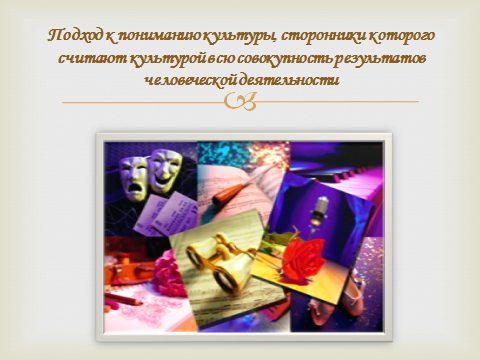 Подход к пониманию культуры, сторонники которого
считают культурой всю совокупность результатов
человеческой деятельности